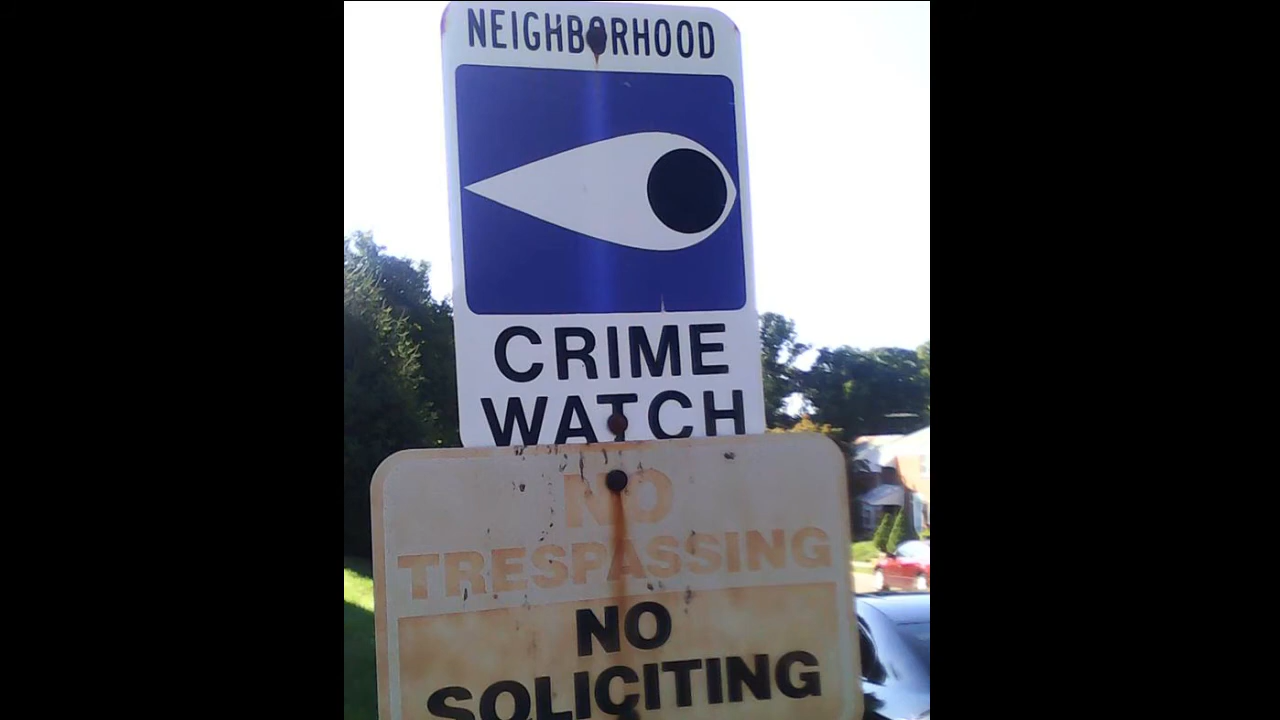 NEIGHBORHOOD
CRIME
WATCH
NO
TRESPASSING
NO
SOLICITING